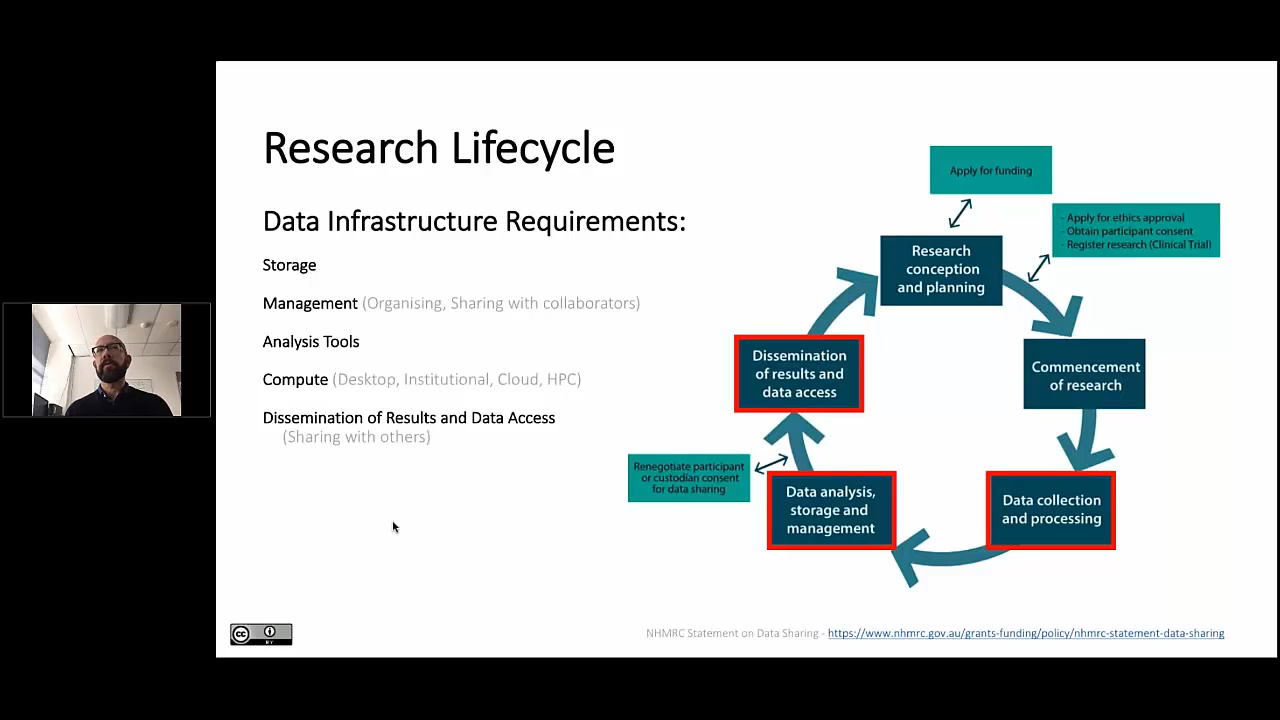 Research Lifecycle
Data Infrastructure Requirements:
Storage
Management (Organising, Sharing with collaborators)
Analysis Tools
Compute (Desktop, Institutional, Cloud, HPC)
Dissemination of Results and Data Access
(Sharing with others)
Apply for funding
- Apply for ethics approval
- Obtain participant consent
- Register research (Clinical Trial)
Research
conception
and planning
Commencement
of research
Data collection
and processing
Data analysis,
storage and
management
Renegotiate participant
or custodian consent
for data sharing
Dissemination
of results and
data access
cc
BY
NHMRC Statement on Data Sharing - https://www.nhmrc.gov.au/grants-funding/policy/nhmrc-statement-data-sharing